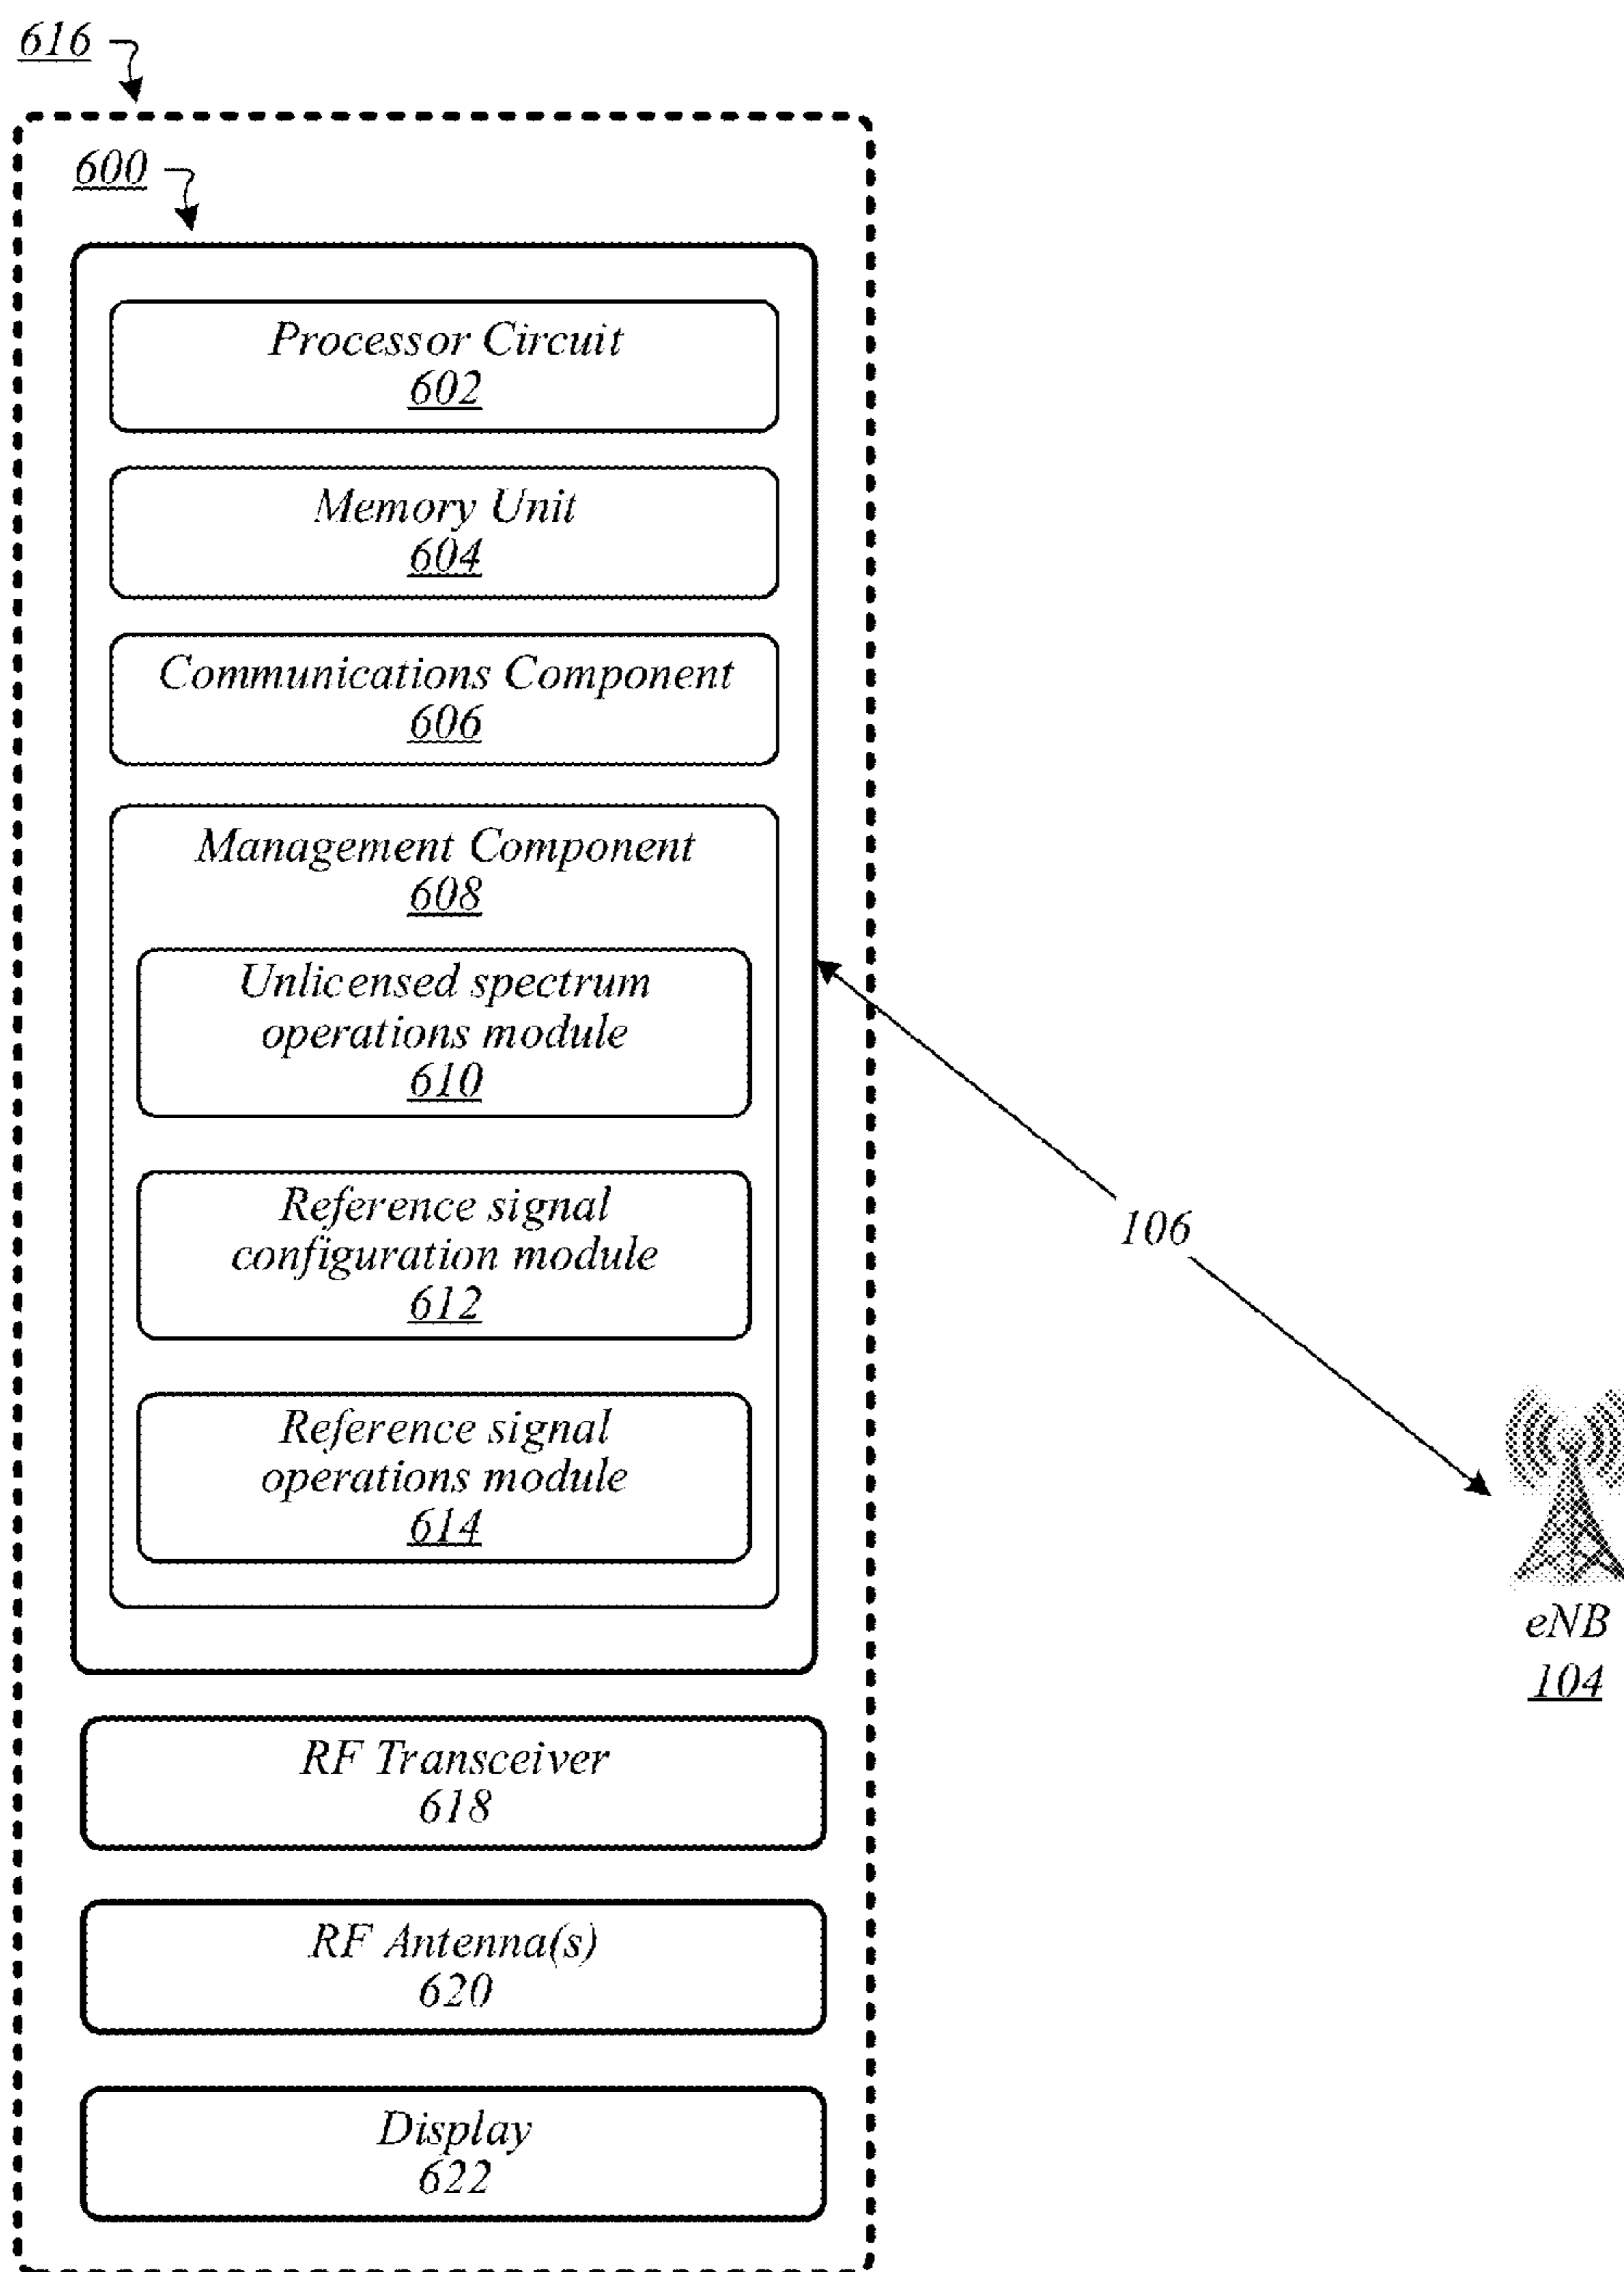 616
600
Processor Circuit
602
Memory Unit
604
Communications Component
606
Management Component
608
Unlicensed spectrum
operations module
610
Reference signal
configuration module
612
Reference signal
operations module
614
106
eNB
104
RF Transceiver
618
RF Antenna(s)
620
Display
622